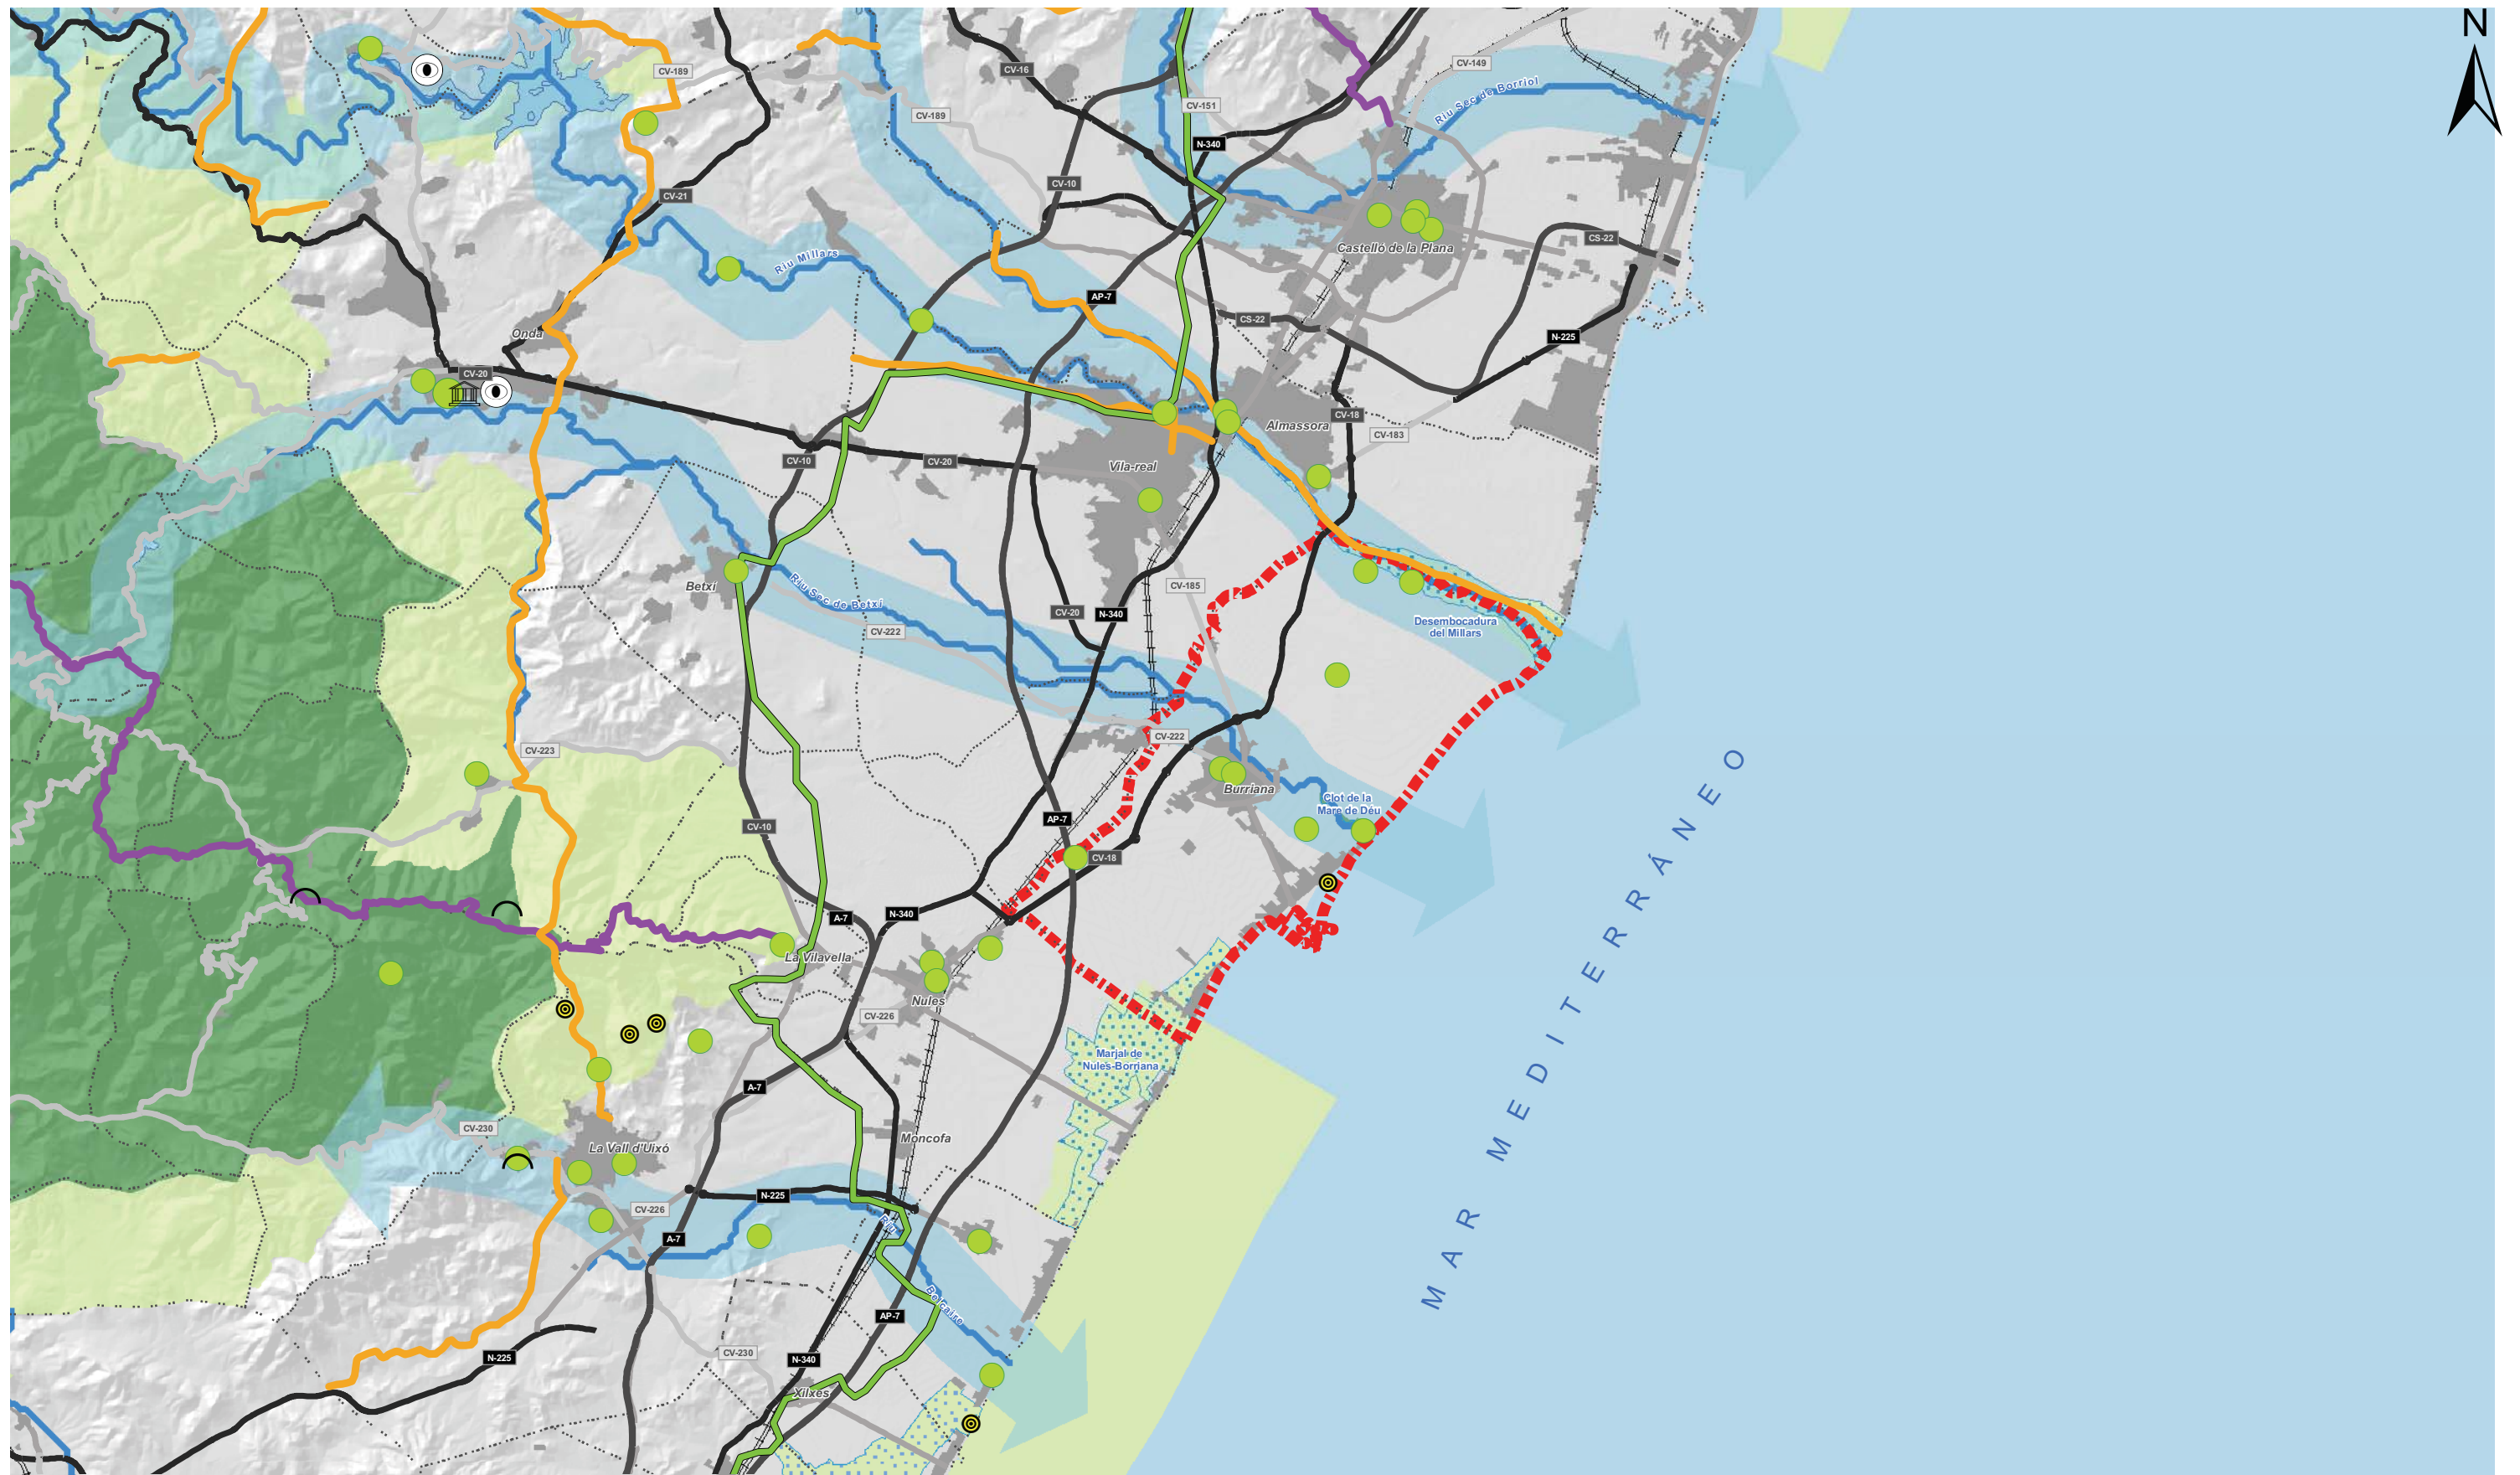 N
CV-149
CV-16
CV-189
Riu Sec de Borriol
CV-151
CV-189
N-340
CV-10
CV-21
CS-22
Castelló de la Plana
Riu Millars
AP-7
CS-22
Onda
N-225
CV-20
CV-18
Almassora
CV-183
CV-10
CV-20
Vila-real
Betxí
Riu Sec de Betxí
CV-185
CV-20
N-340
CV-222
Desembocadura
del Millars
CV-222
CV-223
MAR MEDITERRÁNEO
Burriana
Clot de la
Mare de Déu
CV-10
AP-7
CV-18
A-7
N-340
La Vilavella
Nules
CV-226
Marjal de
Nules-Borriana
A-7
CV-230
La Vall d'Uixó
Moncofa
N-225
CV-226
Riu
A-7
Belcaire
AP-7
CV-230
N-340
N-225
Xilxes